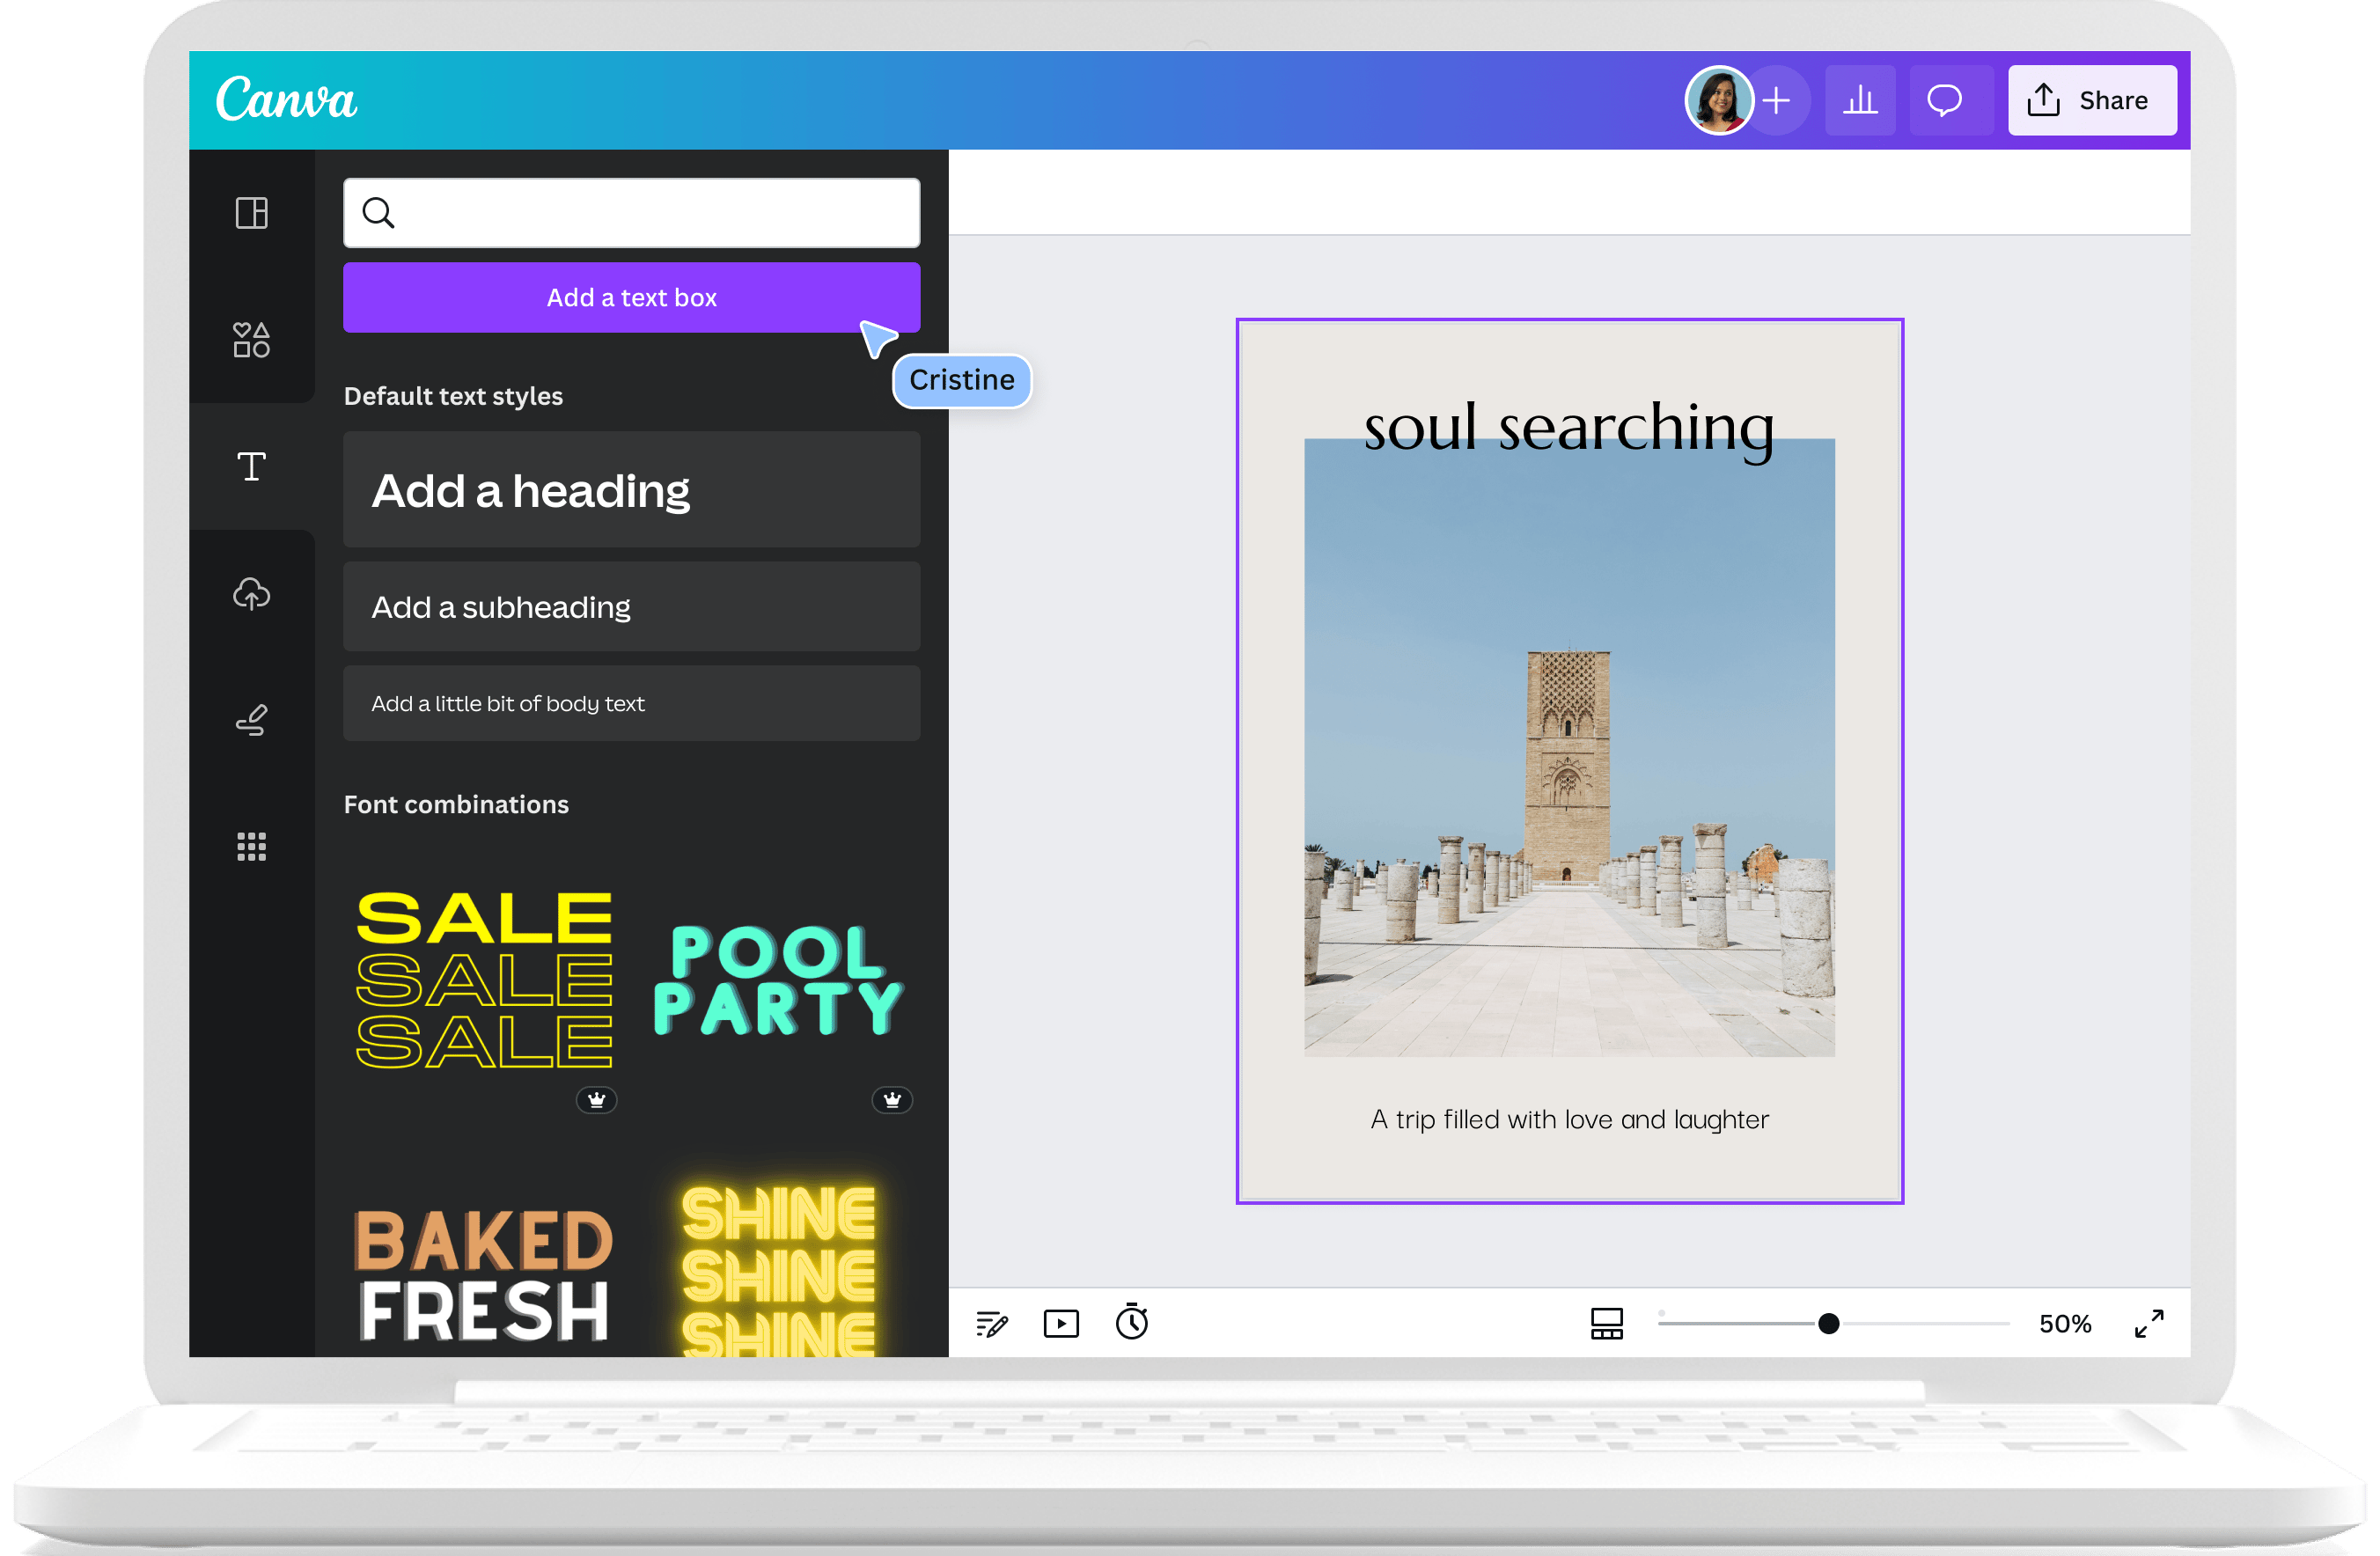 Canva
Share
Add a text box
Cristine
Default text styles
Add a heading
Add a subheading
Add a little bit of body text
Font combinations
SALE
SALE
SALE
POOL
PARTY
BAKED
FRESH
SHINE
SHINE
SHINE
soul searching
A trip filled with love and laughter
50%